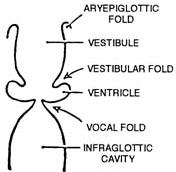 ARYEPIGLOTTIC
FOLD
VESTIBULE
VESTIBULAR FOLD
VENTRICLE
VOCAL FOLD
INFRAGLOTTIC
CAVITY